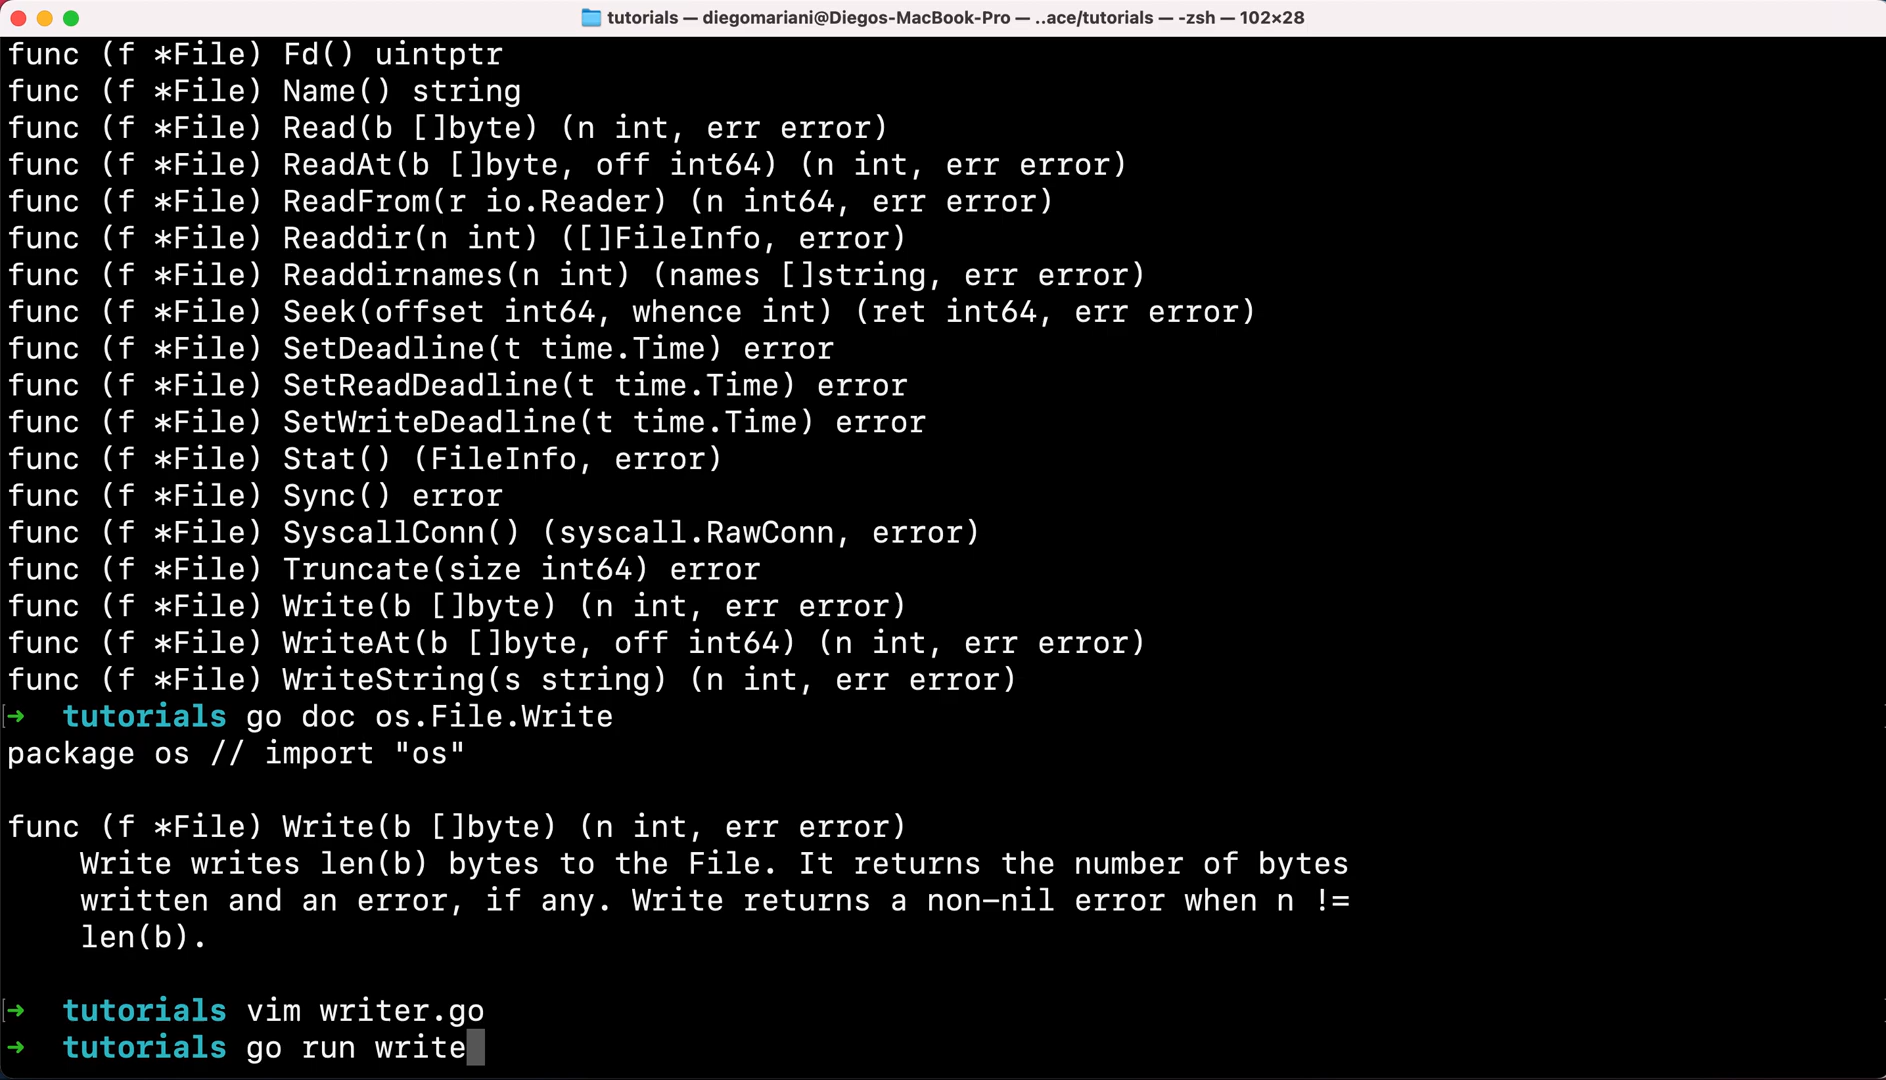 tutorials — diegomariani@Diegos-MacBook-Pro — ..ace/tutorials — -zsh — 102×28
func (f *File) Fd() uintptr
func (f *File) Name() string
func (f *File) Read(b []byte) (n int, err error)
func (f *File) ReadAt(b []byte, off int64) (n int, err error)
func (f *File) ReadFrom(r io.Reader) (n int64, err error)
func (f *File) Readdir(n int) ([]FileInfo, error)
func (f *File) Readdirnames(n int) (names []string, err error)
func (f *File) Seek(offset int64, whence int) (ret int64, err error)
func (f *File) SetDeadline(t time.Time) error
func (f *File) SetReadDeadline(t time.Time) error
func (f *File) SetWriteDeadline(t time.Time) error
func (f *File) Stat() (FileInfo, error)
func (f *File) Sync() error
func (f *File) SyscallConn() (syscall.RawConn, error)
func (f *File) Truncate(size int64) error
func (f *File) Write(b []byte) (n int, err error)
func (f *File) WriteAt(b []byte, off int64) (n int, err error)
func (f *File) WriteString(s string) (n int, err error)
[→ tutorials go doc os.File.Write
package os // import "os"
func (f *File) Write(b []byte) (n int, err error)
Write writes len(b) bytes to the File. It returns the number of bytes
written and an error, if any. Write returns a non-nil error when n !=
len(b).
[→ tutorials vim writer.go
→ tutorials go run write